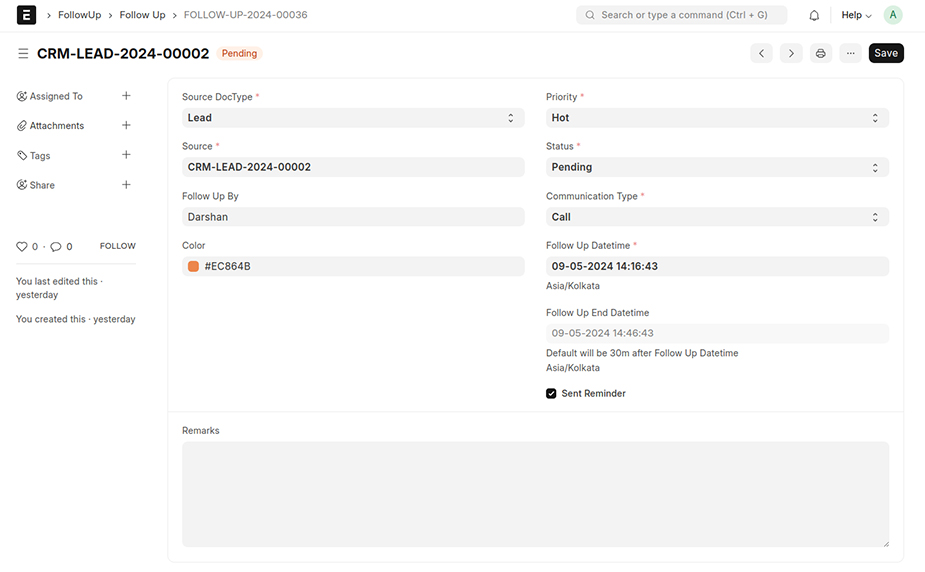 E › FollowUp › Follow Up › FOLLOW-UP-2024-00036
Search or type a command (Ctrl + G)
Help
A
CRM-LEAD-2024-00002 Pending
Save
Assigned To
Attachments
Tags
Share
0 · 0 FOLLOW
You last edited this ·
yesterday
You created this · yesterday
Source DocType *
Lead
Source *
CRM-LEAD-2024-00002
Follow Up By
Darshan
Color
#EC864B
Priority *
Hot
Status *
Pending
Communication Type *
Call
Follow Up Datetime *
09-05-2024 14:16:43
Asia/Kolkata
Follow Up End Datetime
09-05-2024 14:46:43
Default will be 30m after Follow Up Datetime
Asia/Kolkata
Sent Reminder
Remarks